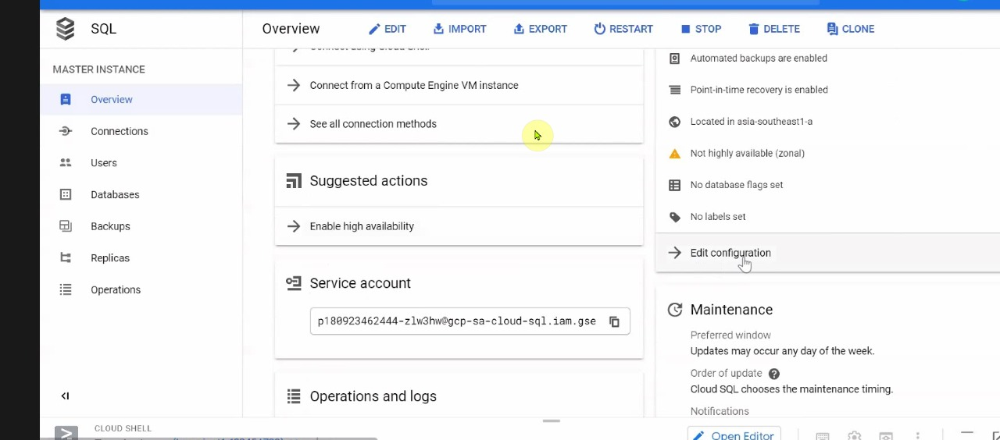 SQL
Overview
EDIT
IMPORT
EXPORT
RESTART
STOP
DELETE
CLONE
MASTER INSTANCE
Overview
Connections
Users
Databases
Backups
Replicas
Operations
Connect using Cloud Shell
Connect from a Compute Engine VM instance
See all connection methods
Suggested actions
Enable high availability
Service account
p180923462444-zlw3hw@gcp-sa-cloud-sql.iam.gse
Operations and logs
Automated backups are enabled
Point-in-time recovery is enabled
Located in asia-southeast1-a
Not highly available (zonal)
No database flags set
No labels set
Edit configuration
Maintenance
Preferred window
Updates may occur any day of the week.
Order of update
Cloud SQL chooses the maintenance timing.
Notifications
CLOUD SHELL
Open Editor